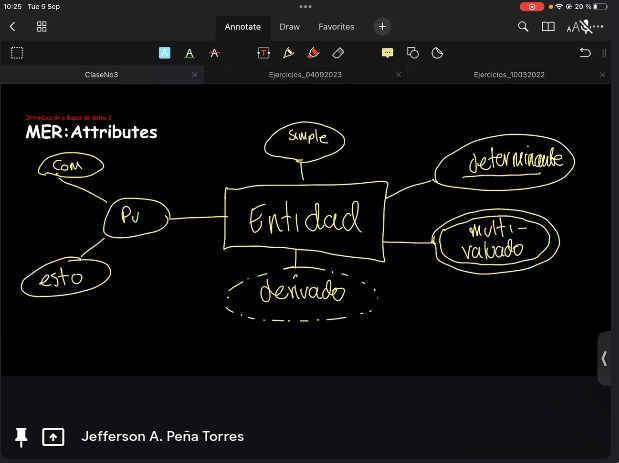 10:25 Tue 5 Sep
20 %
Annotate Draw Favorites
ClaseNo3 Ejercicios_04092023 Ejercicios_10032022
Introducción a Bases de datos I
MER:Attributes
simple
com
determinante
Pu
Entidad
multi-
valuado
esto
derivado
Jefferson A. Peña Torres